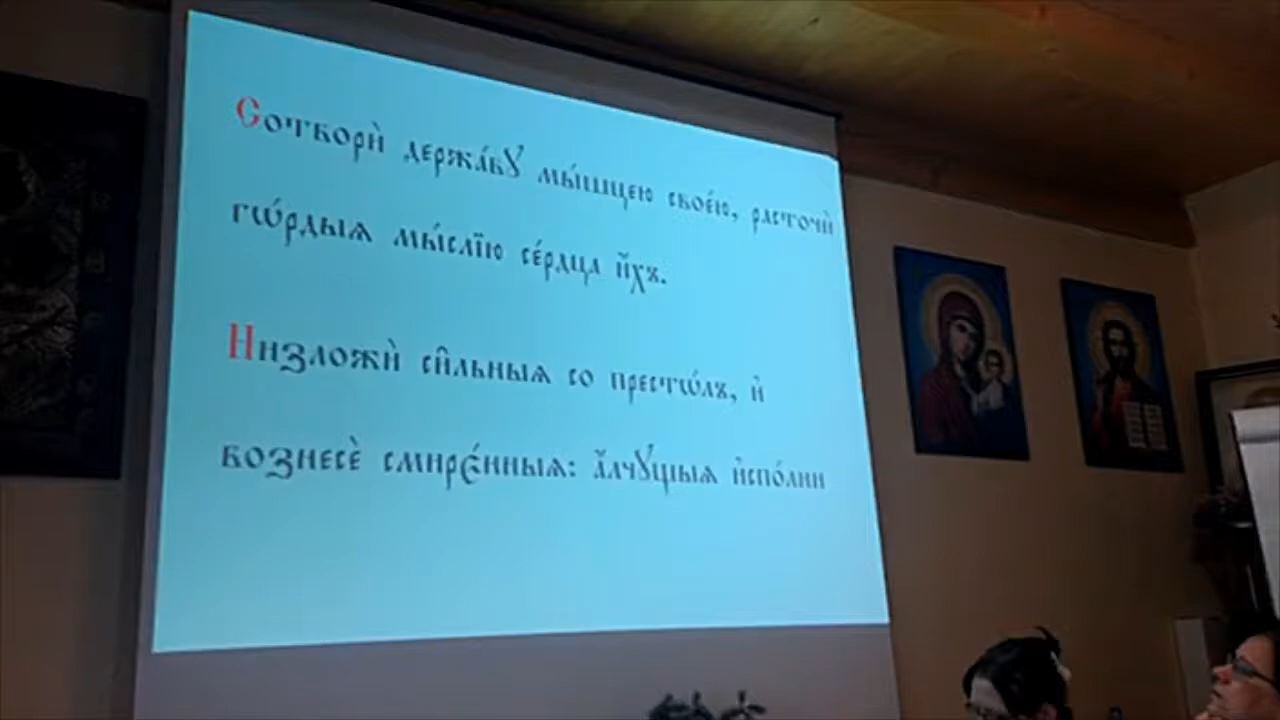 Сотворѝ держа́вꙋ мы́шцею свое́ю, расточѝ
гѡ́рдыѧ мы́слїю се́рдца и҆́хъ.
Низложѝ си̑льныѧ со престѡ́лъ, и҆
вознесѐ смирє́нныѧ: а҆́лчꙋщыѧ и҆спо́лни